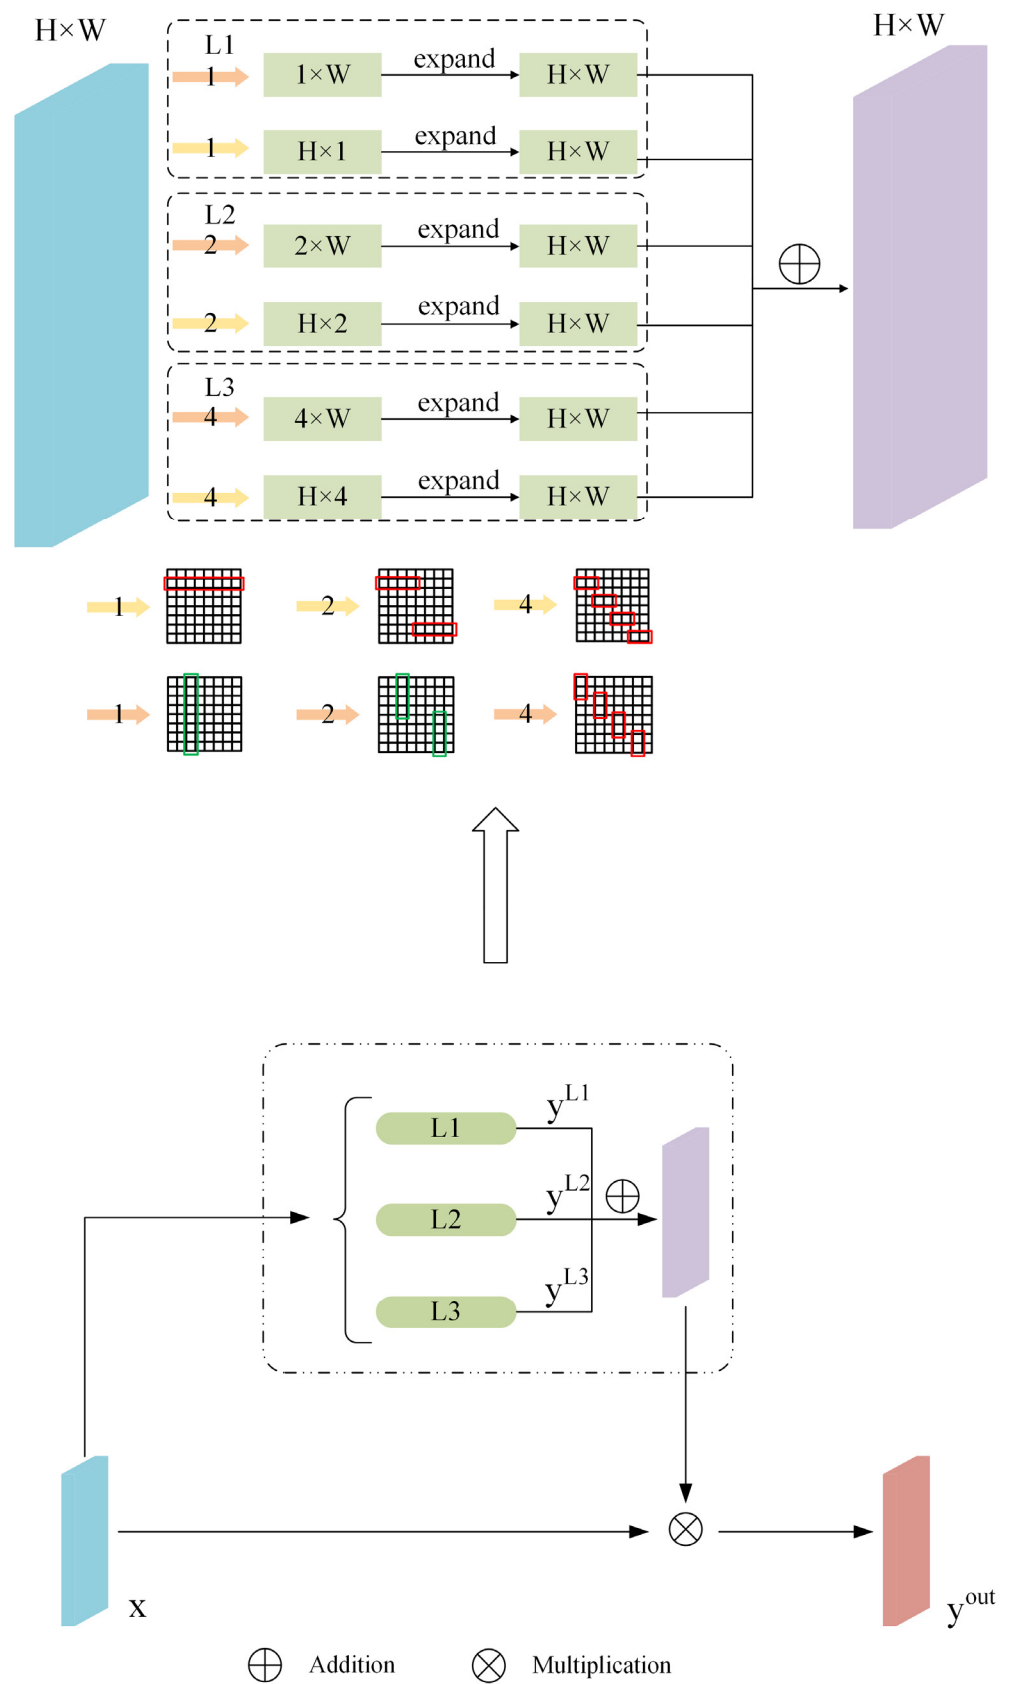 H×W
H×W
L1
1
1×W
expand
H×W
1
H×1
expand
H×W
L2
2
2×W
expand
H×W
2
H×2
expand
H×W
L3
4
4×W
expand
H×W
4
H×4
expand
H×W
1
2
4
1
2
4
L1
y^L1
L2
y^L2
L3
y^L3
x
y^out
Addition
Multiplication